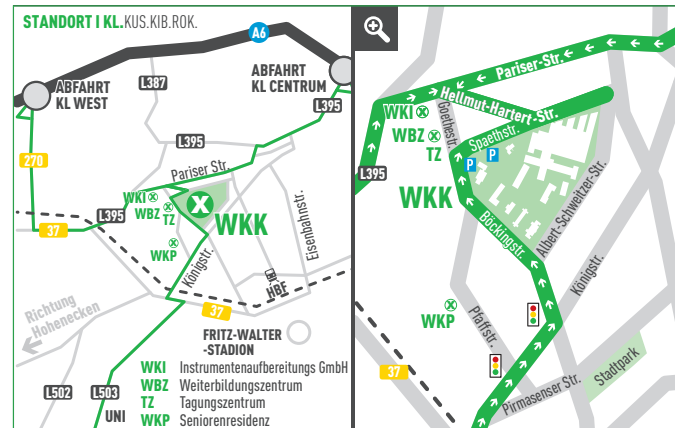 STANDORT I KL.KUS.KIB.ROK.
A6
ABFAHRT
KL WEST
L387
ABFAHRT
KL CENTRUM
L395
270
L395
Pariser Str.
WKI
WBZ
TZ
X
WKK
L395
37
WKP
Königstr.
Eisenbahnstr.
HBF
37
Richtung
Hohenecken
FRITZ-WALTER
-STADION
L502
L503
UNI
WKI Instrumentenaufbereitungs GmbH
WBZ Weiterbildungszentrum
TZ Tagungszentrum
WKP Seniorenresidenz
Pariser-Str.
Hellmut-Hartert-Str.
WKI
Goethestr.
WBZ
TZ
Spaethstr.
P
P
L395
WKK
Böckingstr.
Albert-Schweitzer-Str.
Königstr.
WKP
Pfaffstr.
37
Pirmasenser Str.
Stadtpark